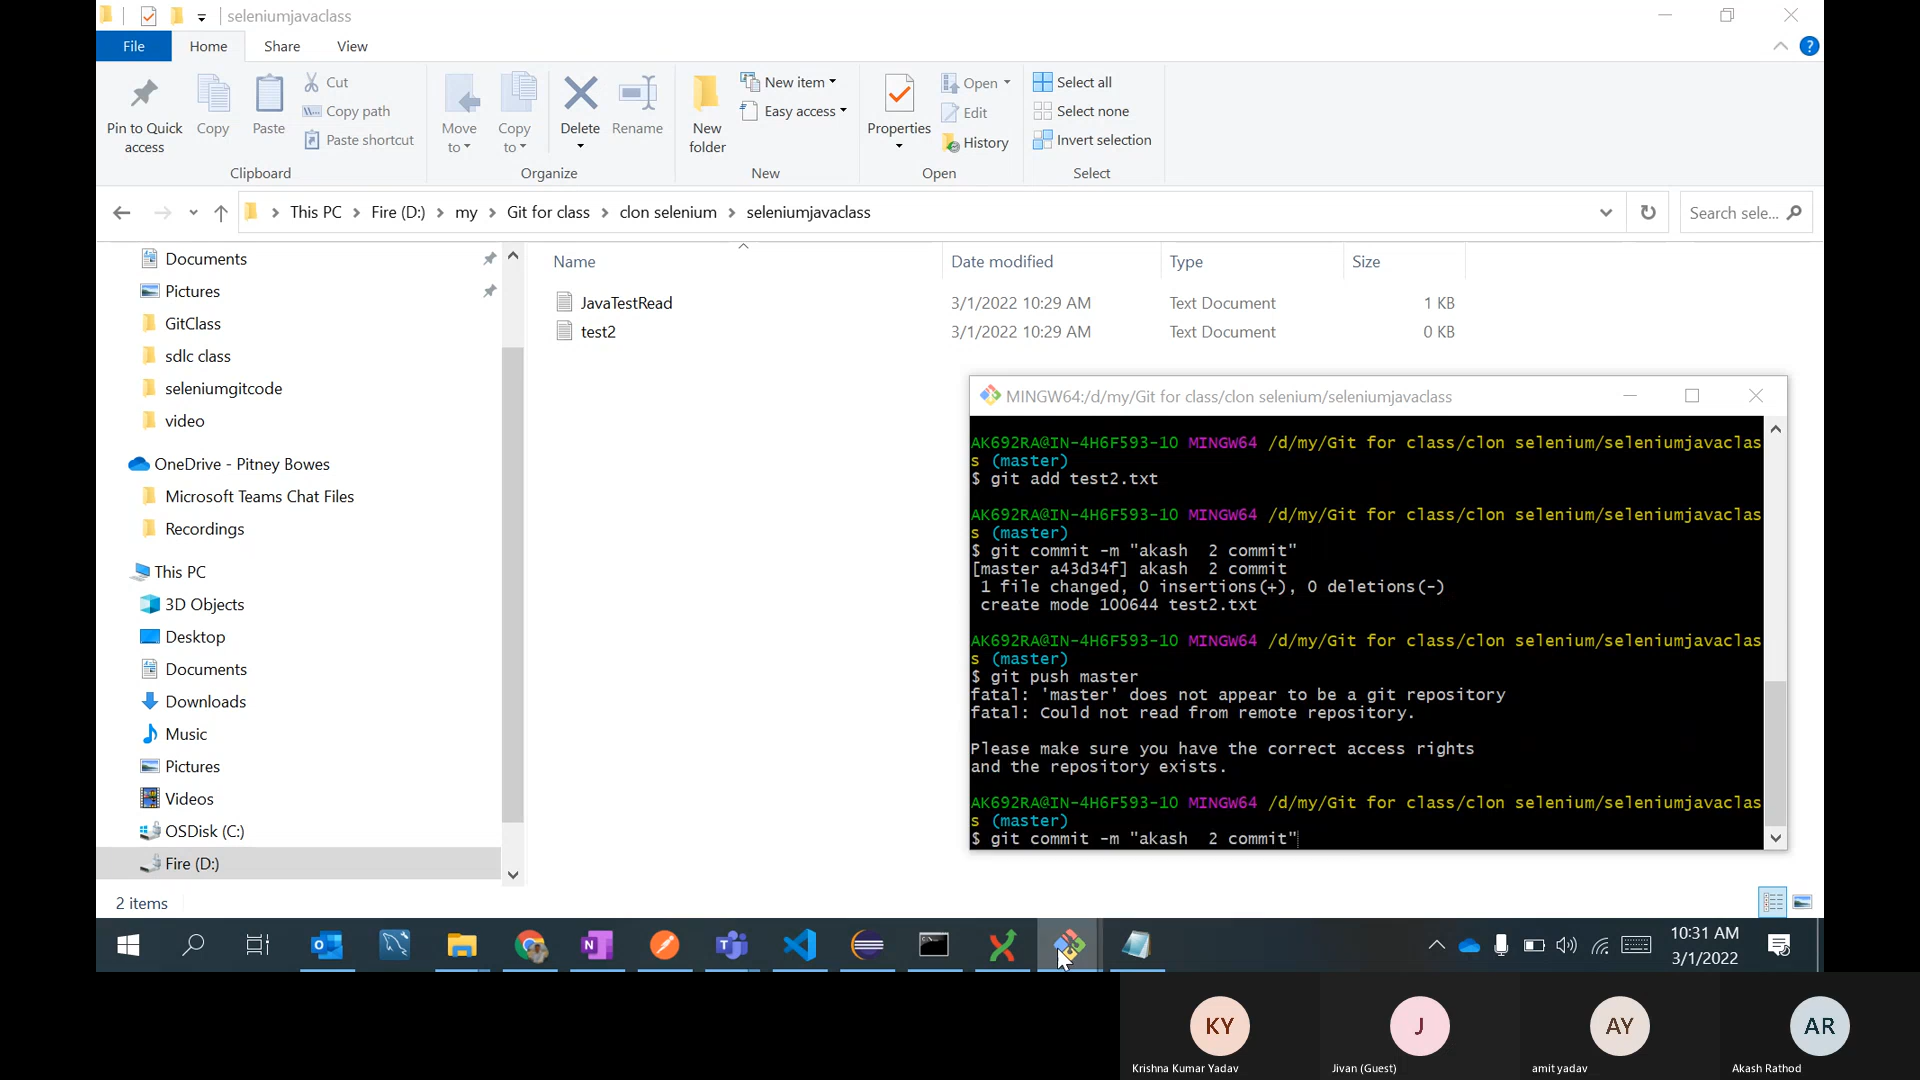 seleniumjavaclass
File
Home
Share
View
Pin to Quick
access
Copy
Paste
Cut
Copy path
Paste shortcut
Clipboard
Move
to
Copy
to
Delete
Rename
Organize
New
folder
New item
Easy access
New
Properties
Open
Edit
History
Open
Select all
Select none
Invert selection
Select
This PC
Fire (D:)
my
Git for class
clon selenium
seleniumjavaclass
Search sele...
Documents
Pictures
GitClass
sdlc class
seleniumgitcode
video
OneDrive - Pitney Bowes
Microsoft Teams Chat Files
Recordings
This PC
3D Objects
Desktop
Documents
Downloads
Music
Pictures
Videos
OSDisk (C:)
Fire (D:)
2 items
Name Date modified Type Size
JavaTestRead 3/1/2022 10:29 AM Text Document 1 KB
test2 3/1/2022 10:29 AM Text Document 0 KB
MINGW64:/d/my/Git for class/clon selenium/seleniumjavaclass
AK692RA@IN-4H6F593-10 MINGW64 /d/my/Git for class/clon selenium/seleniumjavaclas
s (master)
$ git add test2.txt
AK692RA@IN-4H6F593-10 MINGW64 /d/my/Git for class/clon selenium/seleniumjavaclas
s (master)
$ git commit -m "akash  2 commit"
[master a43d34f] akash  2 commit
 1 file changed, 0 insertions(+), 0 deletions(-)
 create mode 100644 test2.txt
AK692RA@IN-4H6F593-10 MINGW64 /d/my/Git for class/clon selenium/seleniumjavaclas
s (master)
$ git push master
fatal: 'master' does not appear to be a git repository
fatal: Could not read from remote repository.
Please make sure you have the correct access rights
and the repository exists.
AK692RA@IN-4H6F593-10 MINGW64 /d/my/Git for class/clon selenium/seleniumjavaclas
s (master)
$ git commit -m "akash  2 commit"
10:31 AM
3/1/2022
KY
J
AY
AR
Krishna Kumar Yadav
Jivan (Guest)
amit yadav
Akash Rathod